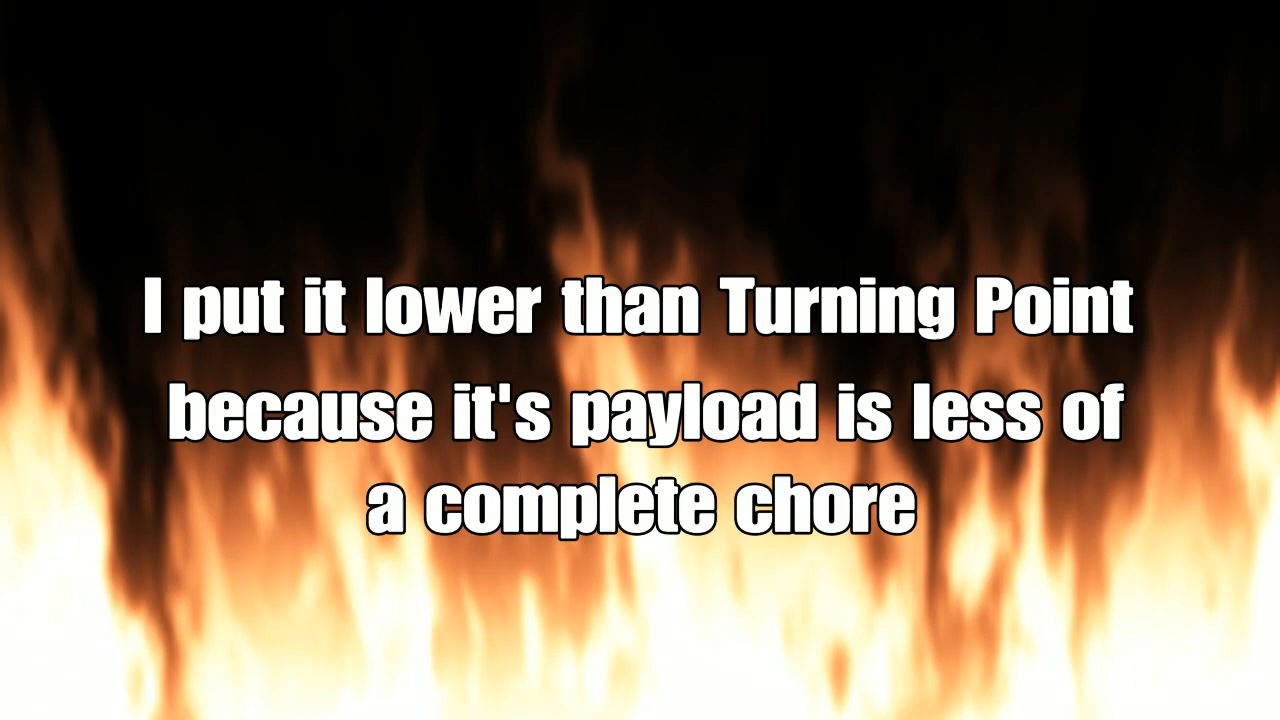 I put it lower than Turning Point
because it's payload is less of
a complete chore